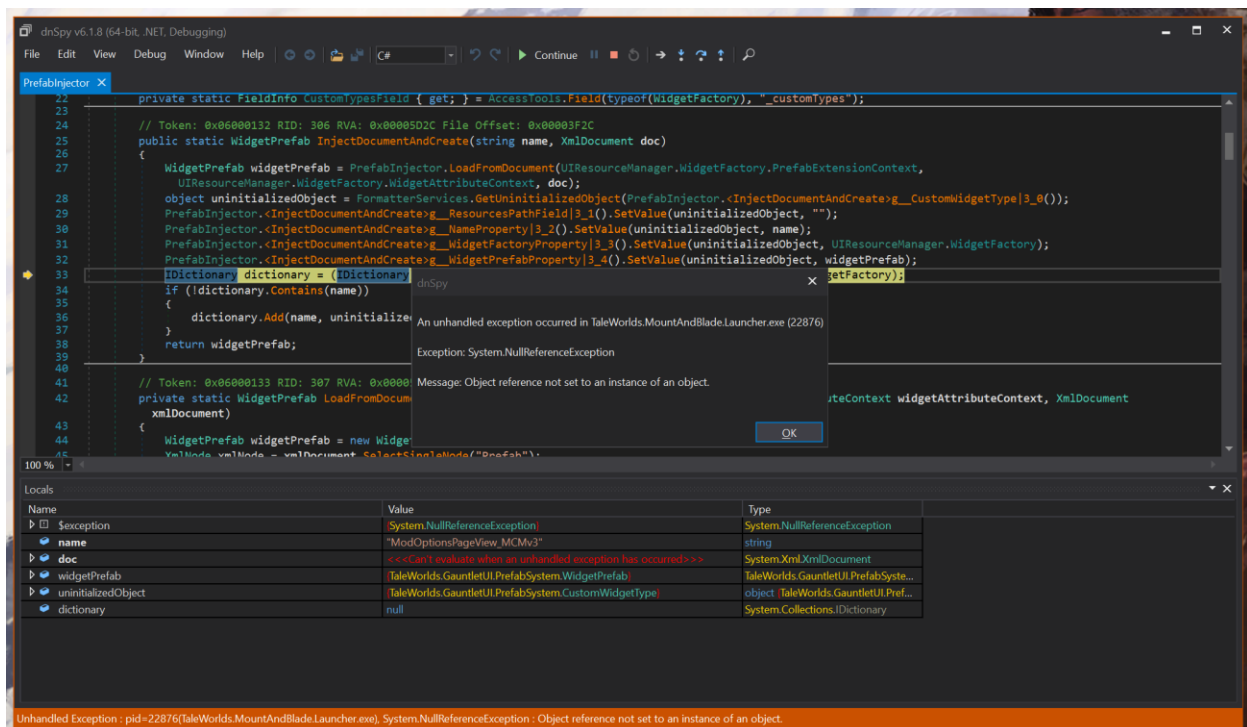 dnSpy v6.1.8 (64-bit, .NET, Debugging)
File Edit View Debug Window Help C# Continue
PrefabInjector
22 private static FieldInfo CustomTypesField { get; } = AccessTools.Field(typeof(WidgetFactory), "_customTypes");
23
24 // Token: 0x06000132 RID: 306 RVA: 0x00005D2C File Offset: 0x00003F2C
25 public static WidgetPrefab InjectDocumentAndCreate(string name, XmlDocument doc)
26 {
27 WidgetPrefab widgetPrefab = PrefabInjector.LoadFromDocument(UIResourceManager.WidgetFactory.PrefabExtensionContext,
UIResourceManager.WidgetFactory.WidgetAttributeContext, doc);
28 object uninitializedObject = FormatterServices.GetUninitializedObject(PrefabInjector.<InjectDocumentAndCreate>g__CustomWidgetType|3_0());
29 PrefabInjector.<InjectDocumentAndCreate>g__ResourcesPathField|3_1().SetValue(uninitializedObject, "");
30 PrefabInjector.<InjectDocumentAndCreate>g__NameProperty|3_2().SetValue(uninitializedObject, name);
31 PrefabInjector.<InjectDocumentAndCreate>g__WidgetFactoryProperty|3_3().SetValue(uninitializedObject, UIResourceManager.WidgetFactory);
32 PrefabInjector.<InjectDocumentAndCreate>g__WidgetPrefabProperty|3_4().SetValue(uninitializedObject, widgetPrefab);
33 IDictionary dictionary = (IDictionary getFactory);
34 if (!dictionary.Contains(name))
35 {
36 dictionary.Add(name, uninitialize
37 }
38 return widgetPrefab;
39 }
40
41 // Token: 0x06000133 RID: 307 RVA: 0x0000
42 private static WidgetPrefab LoadFromDocum uteContext widgetAttributeContext, XmlDocument
xmlDocument)
43 {
44 WidgetPrefab widgetPrefab = new Widge
45 XmlNode xmlNode = xmlDocument.SelectSingleNode("Prefab");
dnSpy
An unhandled exception occurred in TaleWorlds.MountAndBlade.Launcher.exe (22876)
Exception: System.NullReferenceException
Message: Object reference not set to an instance of an object.
OK
100 %
Locals
Name Value Type
$exception {System.NullReferenceException} System.NullReferenceException
name "ModOptionsPageView_MCMv3" string
doc <<<Can't evaluate when an unhandled exception has occurred>>> System.Xml.XmlDocument
widgetPrefab {TaleWorlds.GauntletUI.PrefabSystem.WidgetPrefab} TaleWorlds.GauntletUI.PrefabSyste...
uninitializedObject {TaleWorlds.GauntletUI.PrefabSystem.CustomWidgetType} object {TaleWorlds.GauntletUI.Pref...
dictionary null System.Collections.IDictionary
Unhandled Exception : pid=22876(TaleWorlds.MountAndBlade.Launcher.exe), System.NullReferenceException : Object reference not set to an instance of an object.